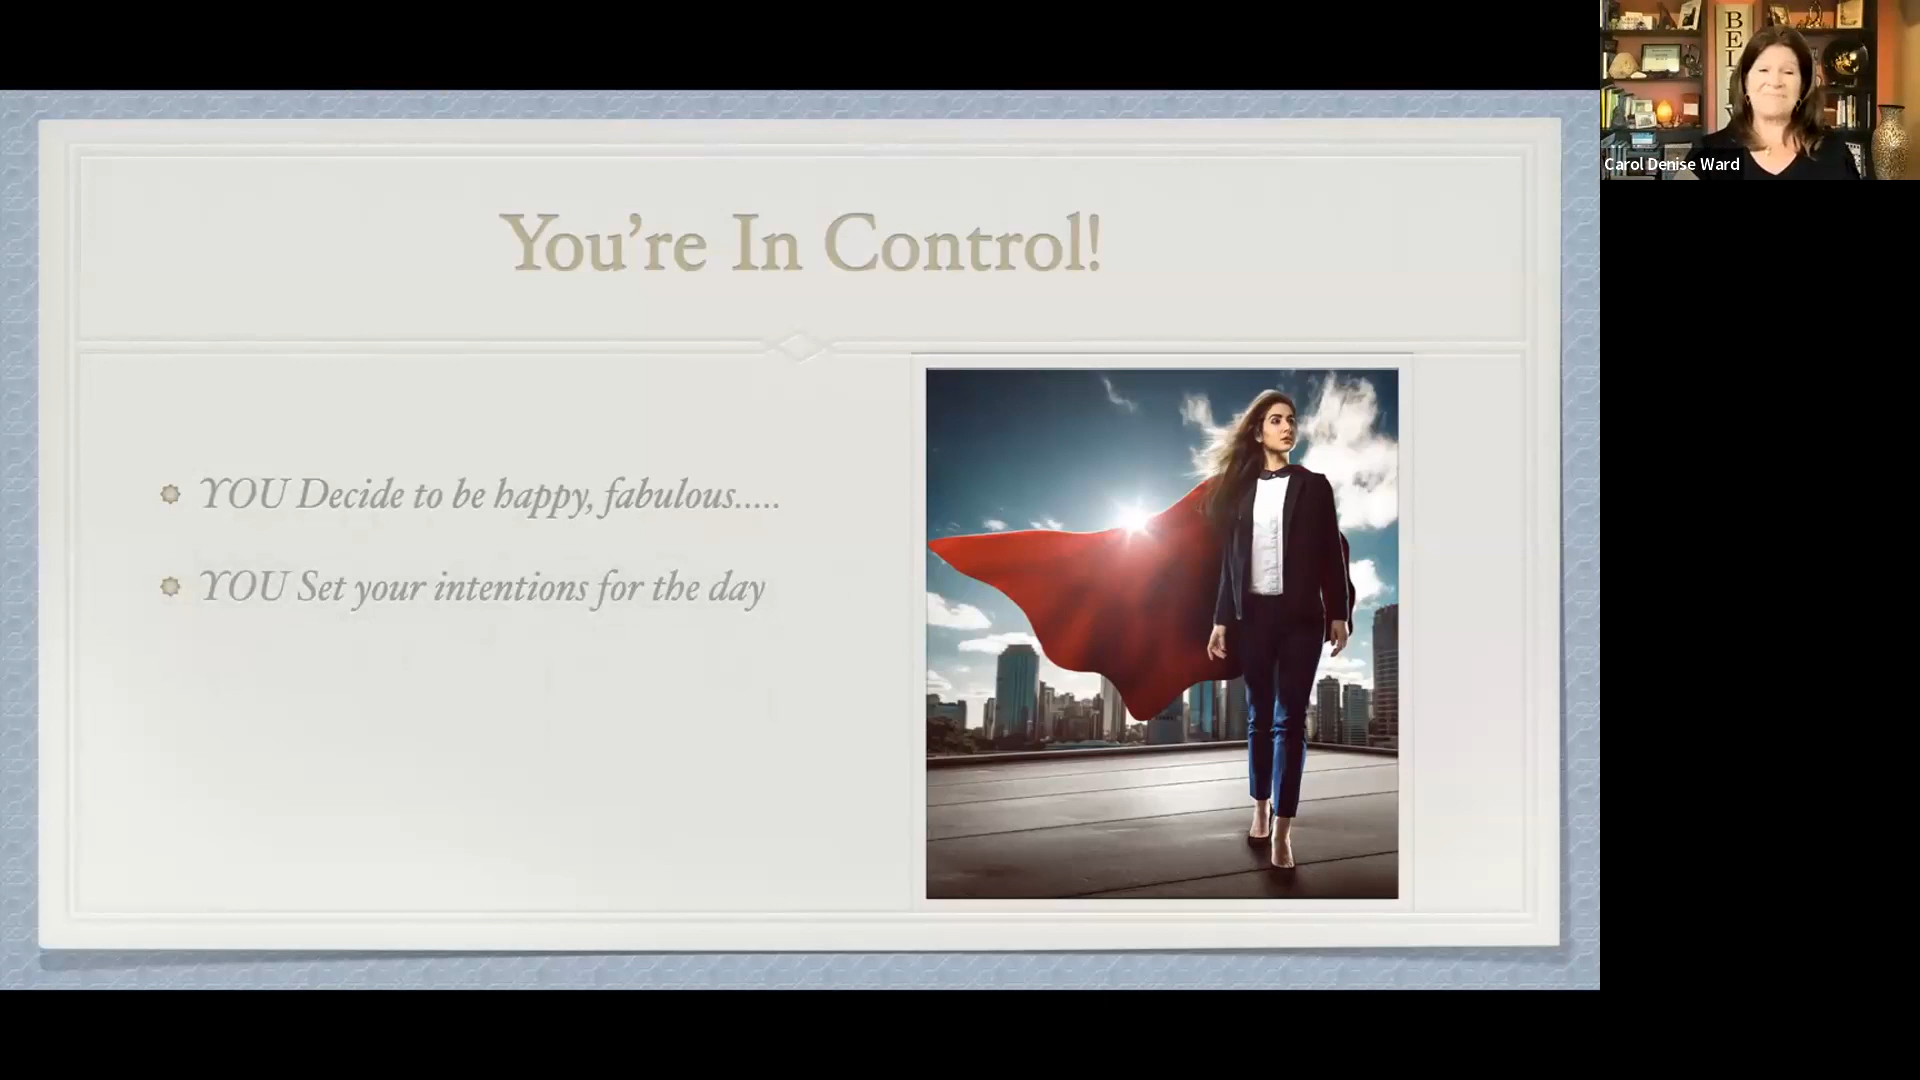 You're In Control!
YOU Decide to be happy, fabulous.....
YOU Set your intentions for the day
BEL
Carol Denise Ward